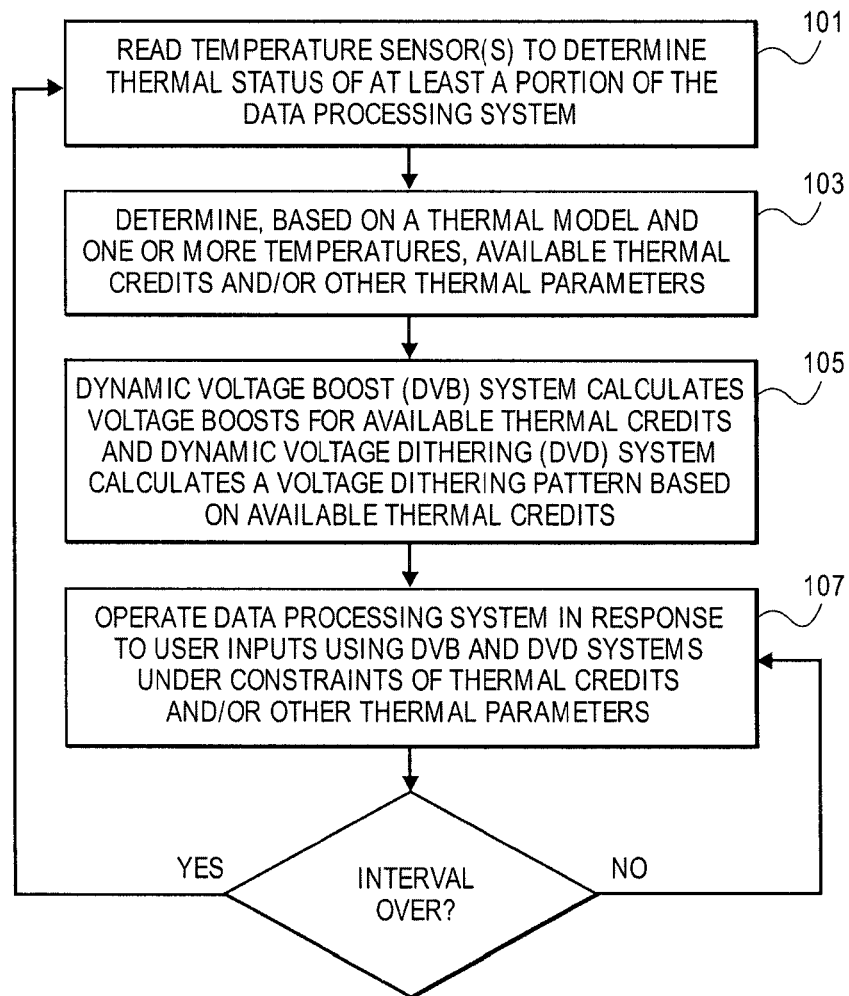 101
READ TEMPERATURE SENSOR(S) TO DETERMINE
THERMAL STATUS OF AT LEAST A PORTION OF THE
DATA PROCESSING SYSTEM
103
DETERMINE, BASED ON A THERMAL MODEL AND
ONE OR MORE TEMPERATURES, AVAILABLE THERMAL
CREDITS AND/OR OTHER THERMAL PARAMETERS
105
DYNAMIC VOLTAGE BOOST (DVB) SYSTEM CALCULATES
VOLTAGE BOOSTS FOR AVAILABLE THERMAL CREDITS
AND DYNAMIC VOLTAGE DITHERING (DVD) SYSTEM
CALCULATES A VOLTAGE DITHERING PATTERN BASED
ON AVAILABLE THERMAL CREDITS
107
OPERATE DATA PROCESSING SYSTEM IN RESPONSE
TO USER INPUTS USING DVB AND DVD SYSTEMS
UNDER CONSTRAINTS OF THERMAL CREDITS
AND/OR OTHER THERMAL PARAMETERS
YES
NO
INTERVAL
OVER?